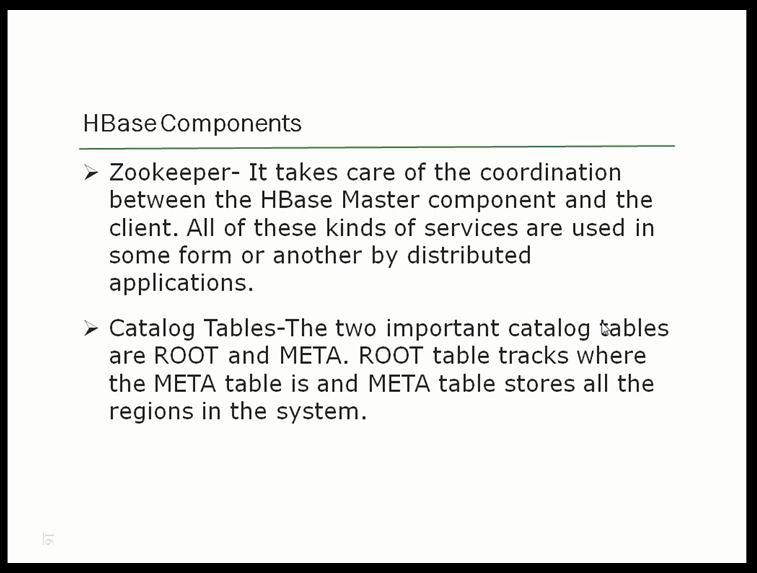 HBase Components
Zookeeper- It takes care of the coordination
between the HBase Master component and the
client. All of these kinds of services are used in
some form or another by distributed
applications.
Catalog Tables-The two important catalog tables
are ROOT and META. ROOT table tracks where
the META table is and META table stores all the
regions in the system.
16